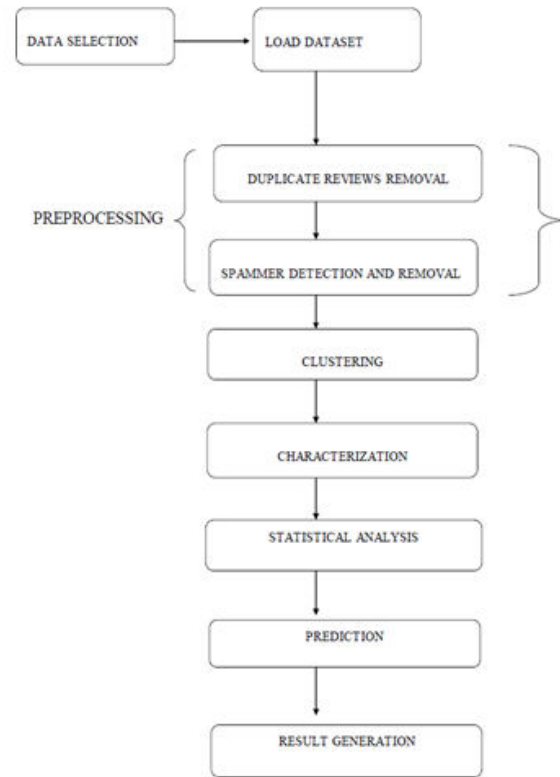 DATA SELECTION
LOAD DATASET
DUPLICATE REVIEWS REMOVAL
PREPROCESSING
SPAMMER DETECTION AND REMOVAL
CLUSTERING
CHARACTERIZATION
STATISTICAL ANALYSIS
PREDICTION
RESULT GENERATION